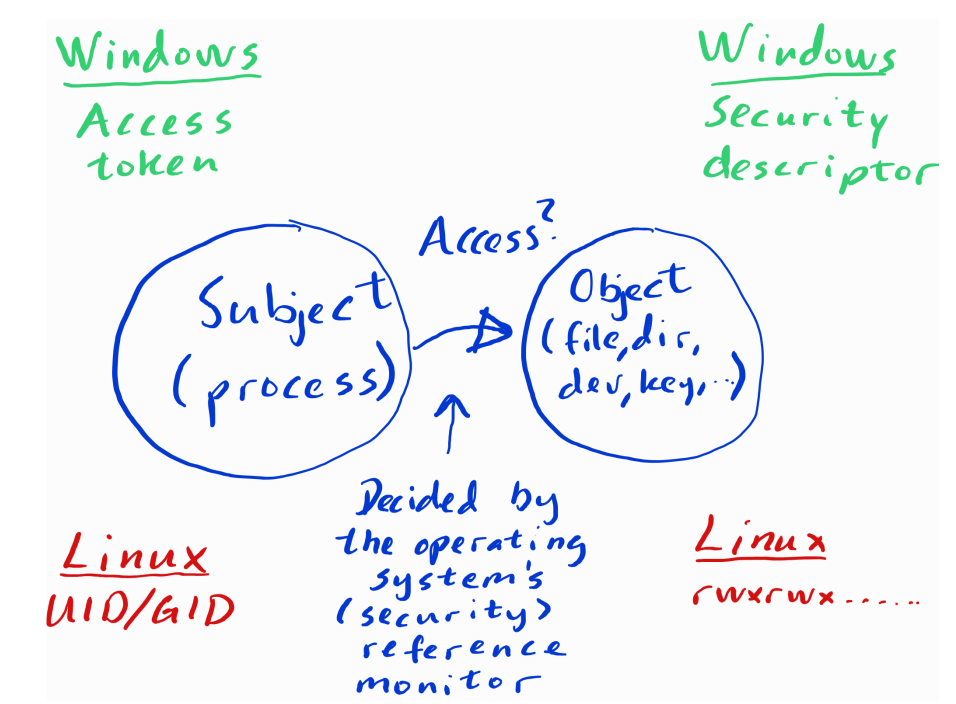 Windows
Access
token
Windows
Security
descriptor
Access?
Subject
(process)
Object
(file,dir,
dev,key,...)
Decided by
the operating
system's
(security)
reference
monitor
Linux
UID/GID
Linux
rwxrwx.......